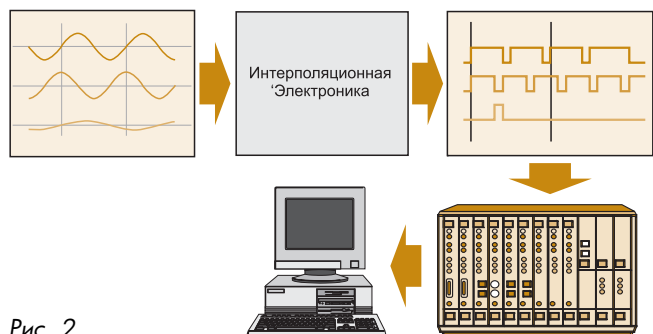 Интерполяционная
'Электроника
Рис. 2